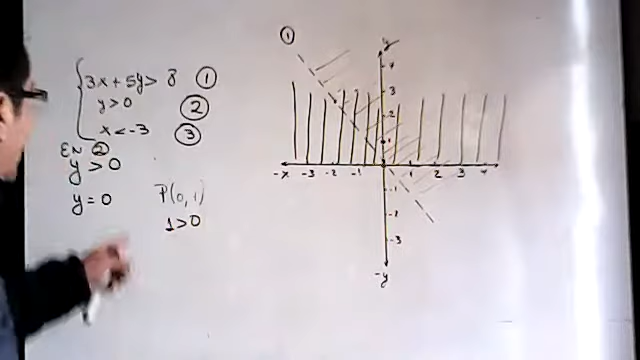 3x + 5y > 8 ①
y > 0 ②
x < -3 ③
EN ②
y > 0
y = 0 P(0,1)
1 > 0
①
y
4
3
2
1
-x -3 -2 -1 1 2 3 4
-1
-2
-3
-y